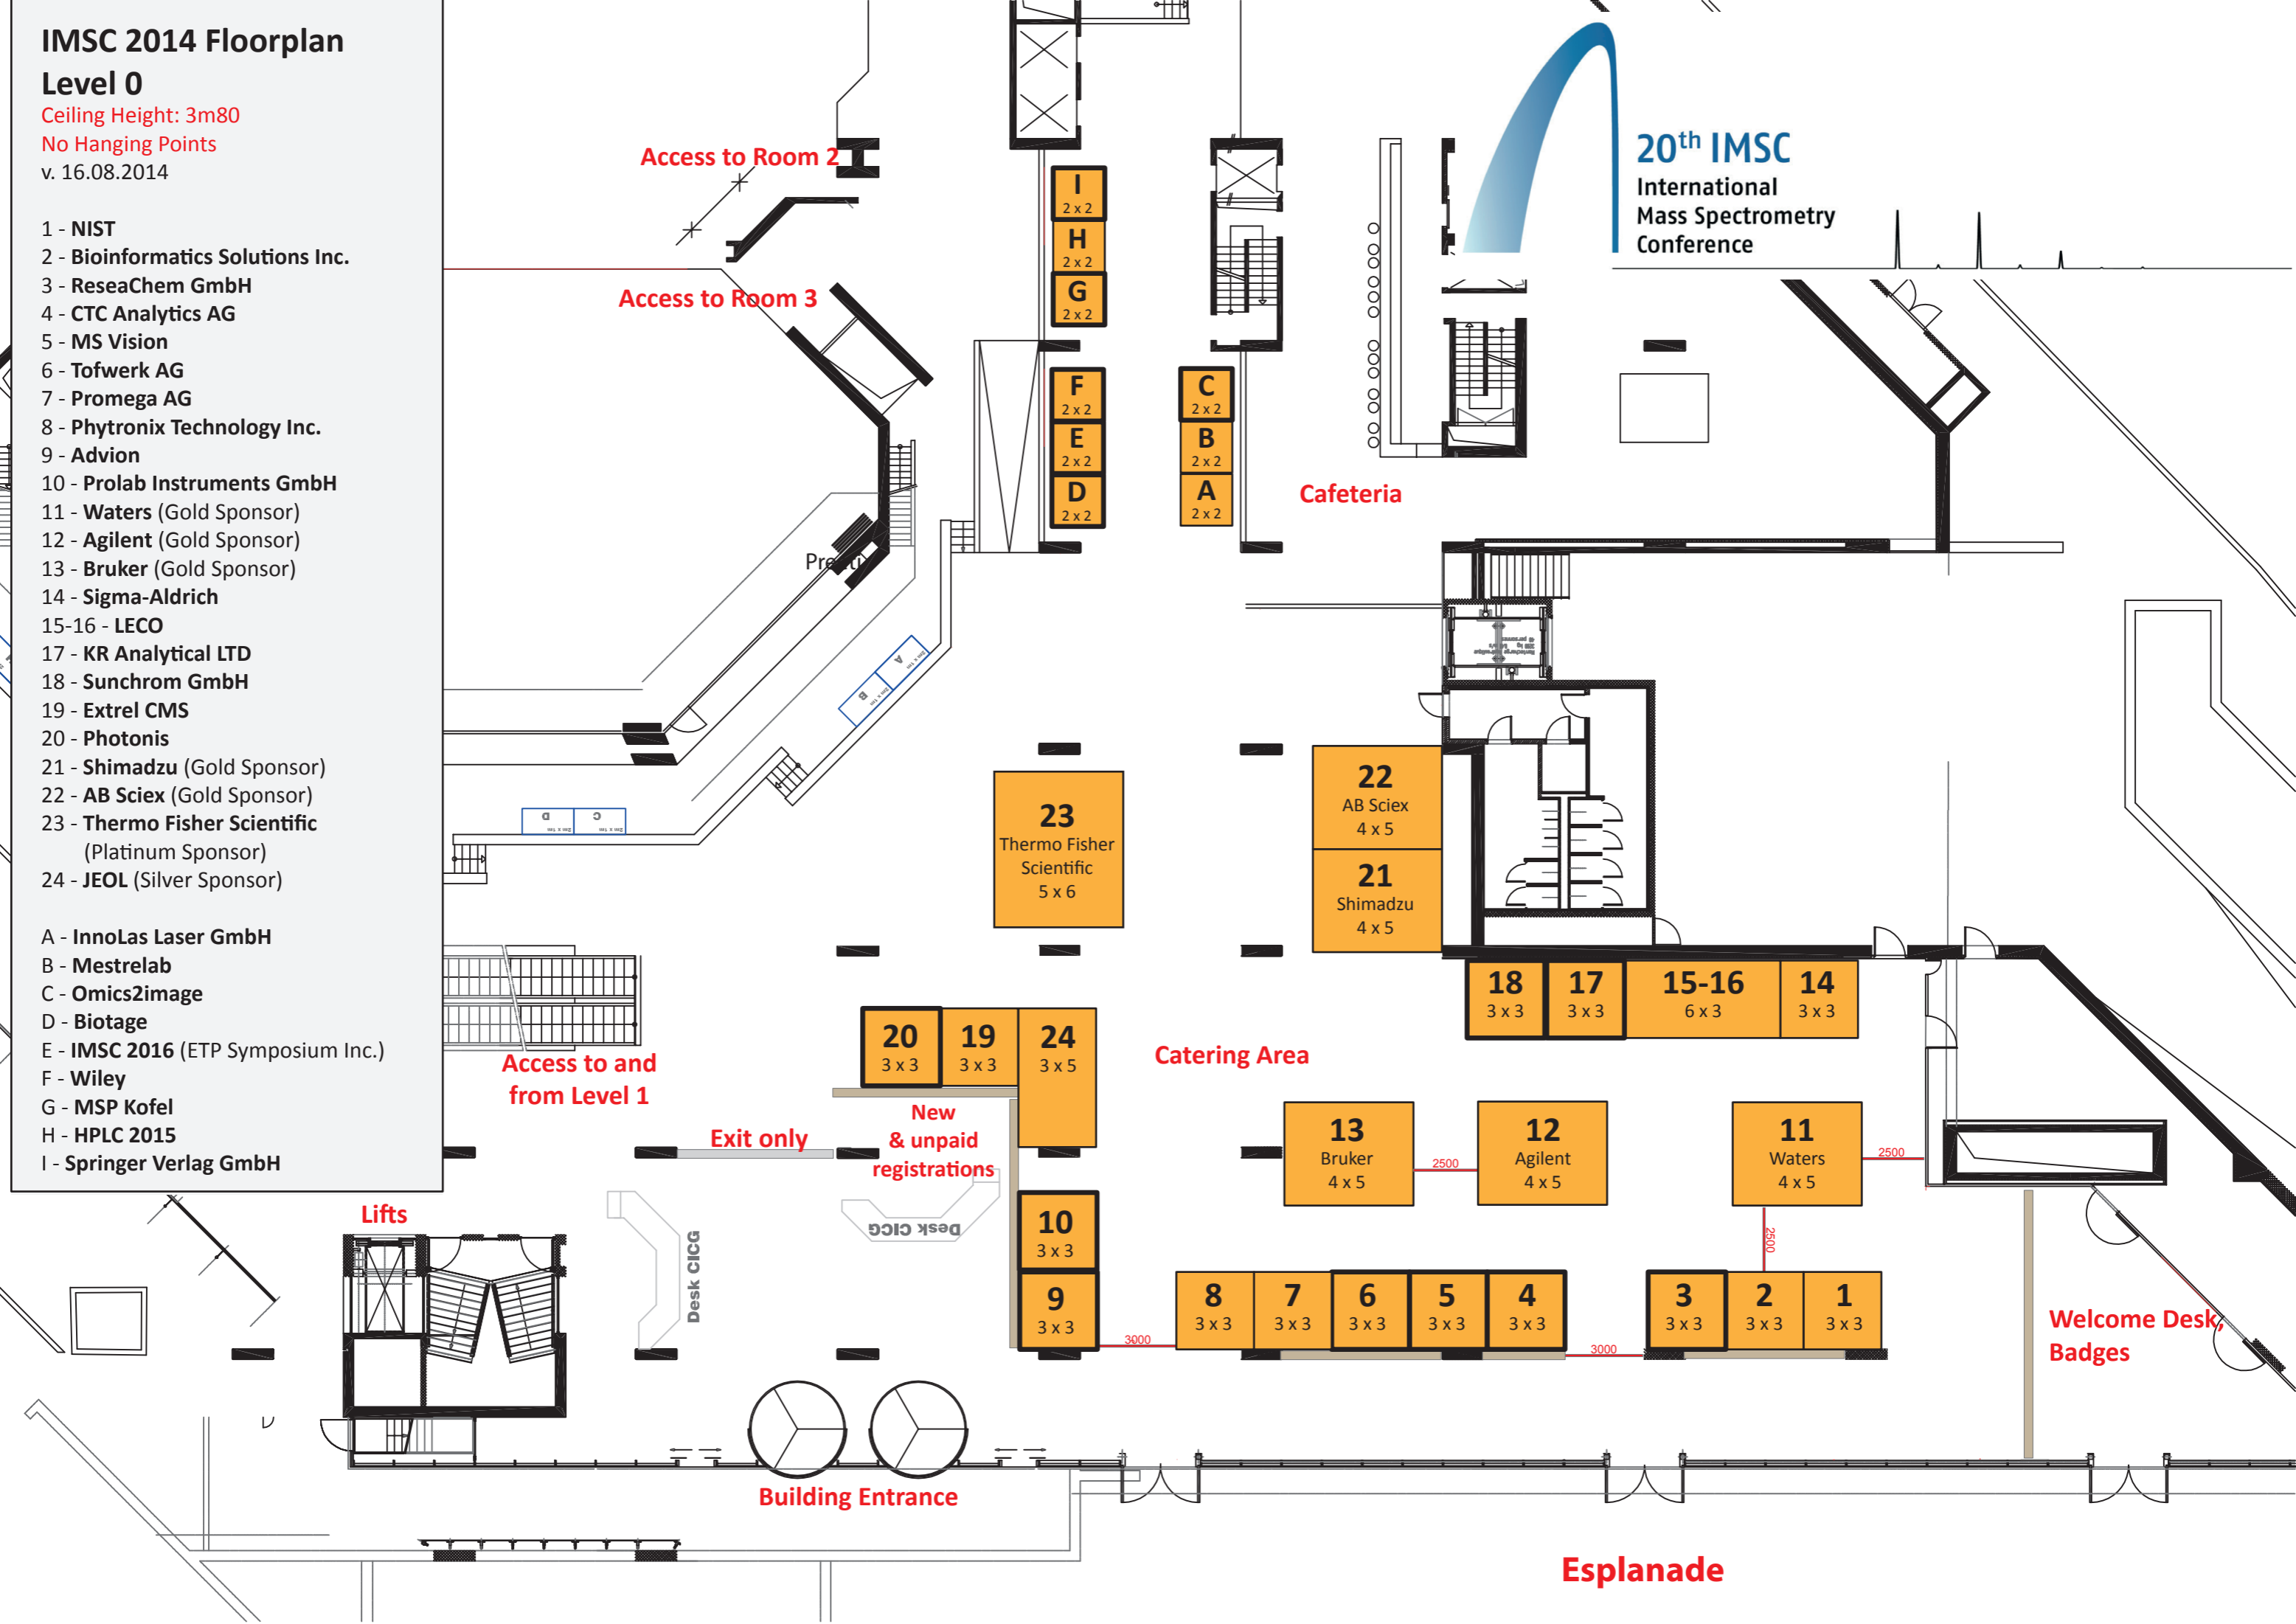 IMSC 2014 Floorplan
Level 0
Ceiling Height: 3m80
No Hanging Points
v. 16.08.2014
1 - NIST
2 - Bioinformatics Solutions Inc.
3 - ReseaChem GmbH
4 - CTC Analytics AG
5 - MS Vision
6 - Tofwerk AG
7 - Promega AG
8 - Phytronix Technology Inc.
9 - Advion
10 - Prolab Instruments GmbH
11 - Waters (Gold Sponsor)
12 - Agilent (Gold Sponsor)
13 - Bruker (Gold Sponsor)
14 - Sigma-Aldrich
15-16 - LECO
17 - KR Analytical LTD
18 - Sunchrom GmbH
19 - Extrel CMS
20 - Photonis
21 - Shimadzu (Gold Sponsor)
22 - AB Sciex (Gold Sponsor)
23 - Thermo Fisher Scientific
(Platinum Sponsor)
24 - JEOL (Silver Sponsor)
A - InnoLas Laser GmbH
B - Mestrelab
C - Omics2image
D - Biotage
E - IMSC 2016 (ETP Symposium Inc.)
F - Wiley
G - MSP Kofel
H - HPLC 2015
I - Springer Verlag GmbH
20th IMSC
International
Mass Spectrometry
Conference
Access to Room 2
Access to Room 3
I
2 x 2
H
2 x 2
G
2 x 2
F
2 x 2
E
2 x 2
D
2 x 2
C
2 x 2
B
2 x 2
A
2 x 2
Cafeteria
A
2m x 1m
B
2m x 1m
D
2m x 1m
C
2m x 1m
23
Thermo Fisher
Scientific
5 x 6
22
AB Sciex
4 x 5
21
Shimadzu
4 x 5
18
3 x 3
17
3 x 3
15-16
6 x 3
14
3 x 3
20
3 x 3
19
3 x 3
24
3 x 5
Catering Area
Access to and
from Level 1
Exit only
New
& unpaid
registrations
13
Bruker
4 x 5
2500
12
Agilent
4 x 5
11
Waters
4 x 5
2500
2500
Lifts
Desk CICG
Desk CICG
10
3 x 3
9
3 x 3
3000
8
3 x 3
7
3 x 3
6
3 x 3
5
3 x 3
4
3 x 3
3000
3
3 x 3
2
3 x 3
1
3 x 3
Welcome Desk,
Badges
Building Entrance
Esplanade